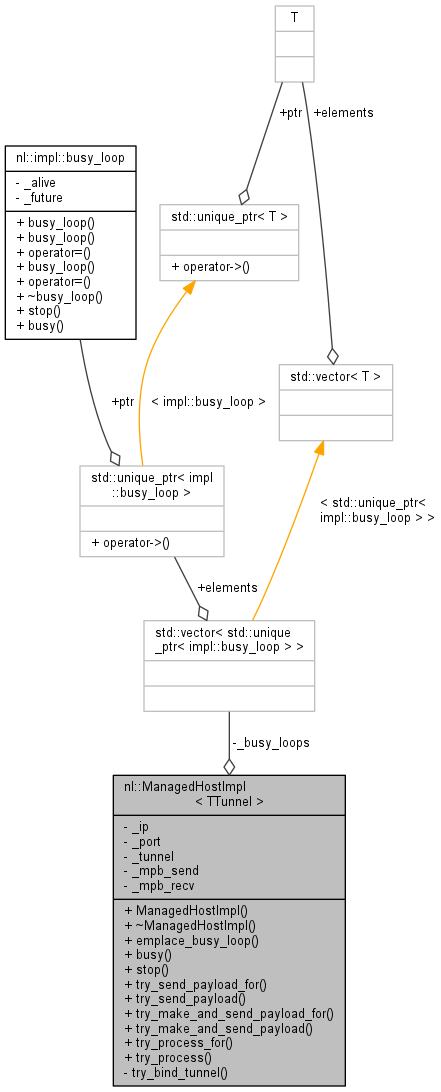 T
+ptr
+elements
nl::impl::busy_loop
- _alive
- _future
+ busy_loop()
+ busy_loop()
+ operator=()
+ busy_loop()
+ operator=()
+ ~busy_loop()
+ stop()
+ busy()
std::unique_ptr< T >
+ operator->()
std::vector< T >
+ptr
< impl::busy_loop >
std::unique_ptr< impl
::busy_loop >
+ operator->()
< std::unique_ptr<
impl::busy_loop > >
+elements
std::vector< std::unique
_ptr< impl::busy_loop > >
-_busy_loops
nl::ManagedHostImpl
< TTunnel >
- _ip
- _port
- _tunnel
- _mpb_send
- _mpb_recv
+ ManagedHostImpl()
+ ~ManagedHostImpl()
+ emplace_busy_loop()
+ busy()
+ stop()
+ try_send_payload_for()
+ try_send_payload()
+ try_make_and_send_payload_for()
+ try_make_and_send_payload()
+ try_process_for()
+ try_process()
- try_bind_tunnel()